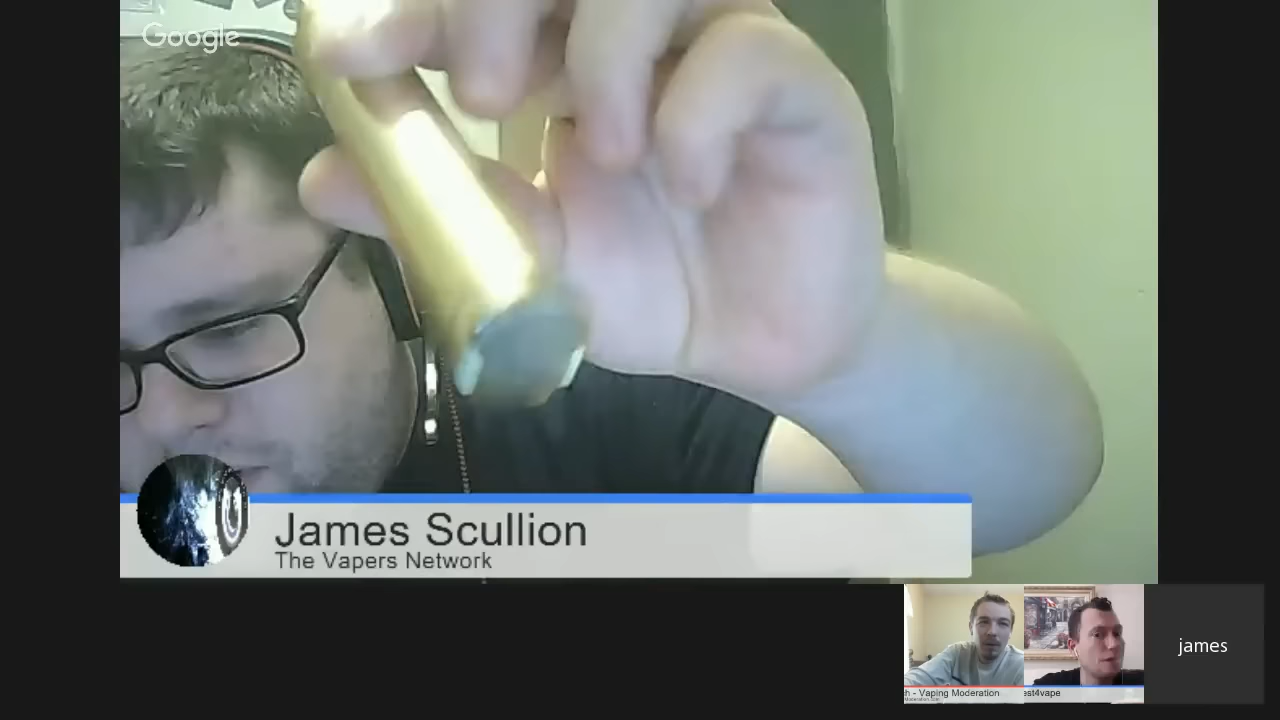 Google
James Scullion
The Vapers Network
james
h - Vaping Moderation
est4vape